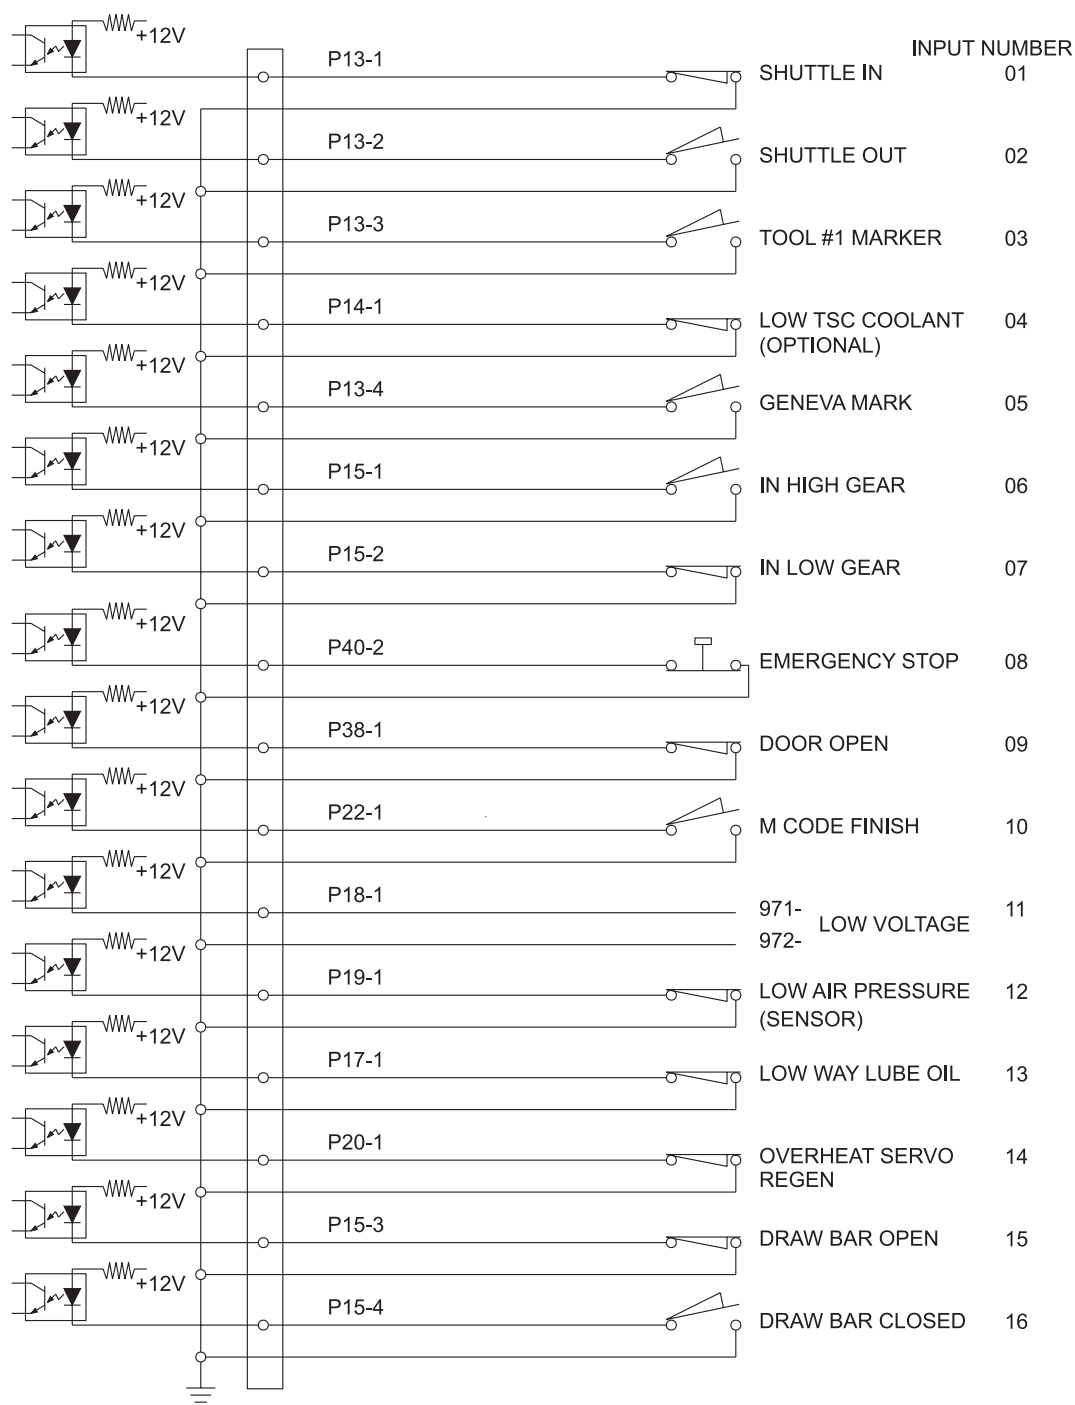 +12V
P13-1
INPUT NUMBER
SHUTTLE IN 01
+12V
P13-2
SHUTTLE OUT 02
+12V
P13-3
TOOL #1 MARKER 03
+12V
P14-1
LOW TSC COOLANT 04
(OPTIONAL)
+12V
P13-4
GENEVA MARK 05
+12V
P15-1
IN HIGH GEAR 06
+12V
P15-2
IN LOW GEAR 07
+12V
P40-2
EMERGENCY STOP 08
+12V
P38-1
DOOR OPEN 09
+12V
P22-1
M CODE FINISH 10
+12V
P18-1
971-
LOW VOLTAGE 11
972-
+12V
P19-1
LOW AIR PRESSURE 12
(SENSOR)
+12V
P17-1
LOW WAY LUBE OIL 13
+12V
P20-1
OVERHEAT SERVO 14
REGEN
+12V
P15-3
DRAW BAR OPEN 15
+12V
P15-4
DRAW BAR CLOSED 16